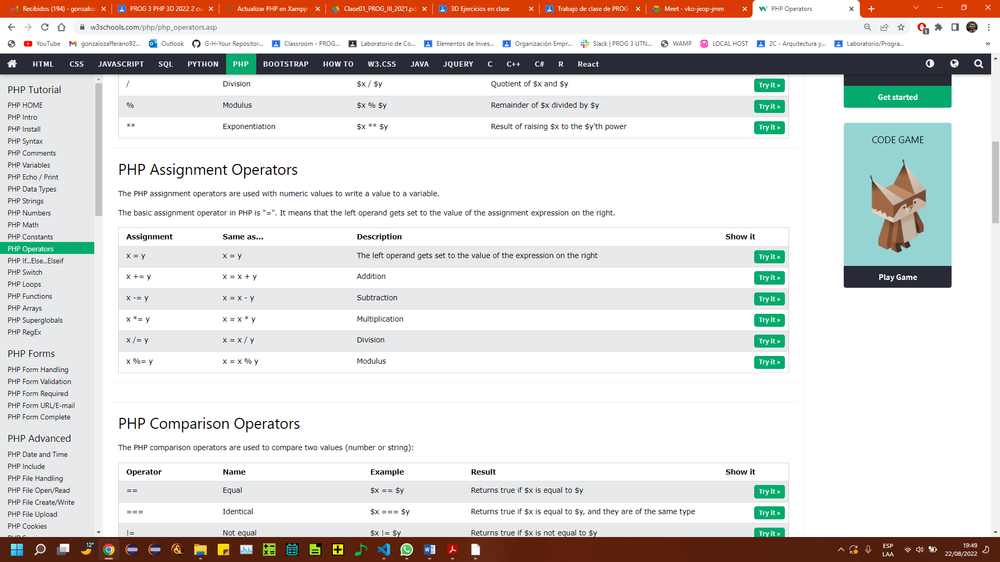 Recibidos (194) - gonzaloz
PROG 3 PHP 3D 2022 2 cua
Actualizar PHP en Xampp
Clase01_PROG_III_2021.pd
3D Ejercicios en clase
Trabajo de clase de PROG
Meet - vko-jeop-jmm
PHP Operators
w3schools.com/php/php_operators.asp
1
YouTube
gonzalozafferano92...
Outlook
G-H-Your Repositor...
Classroom - PROG...
Laboratorio de Co...
Elementos de Inves...
Organización Empr...
Slack | PROG 3 UTN...
WAMP
LOCAL HOST
2C - Arquitectura y...
Laboratorio/Progra...
»
HTML CSS JAVASCRIPT SQL PYTHON PHP BOOTSTRAP HOW TO W3.CSS JAVA JQUERY C C++ C# R React
PHP Tutorial
PHP HOME
PHP Intro
PHP Install
PHP Syntax
PHP Comments
PHP Variables
PHP Echo / Print
PHP Data Types
PHP Strings
PHP Numbers
PHP Math
PHP Constants
PHP Operators
PHP If...Else...Elseif
PHP Switch
PHP Loops
PHP Functions
PHP Arrays
PHP Superglobals
PHP RegEx
PHP Forms
PHP Form Handling
PHP Form Validation
PHP Form Required
PHP Form URL/E-mail
PHP Form Complete
PHP Advanced
PHP Date and Time
PHP Include
PHP File Handling
PHP File Open/Read
PHP File Create/Write
PHP File Upload
PHP Cookies
/ Division $x / $y Quotient of $x and $y Try it »
% Modulus $x % $y Remainder of $x divided by $y Try it »
** Exponentiation $x ** $y Result of raising $x to the $y'th power Try it »
PHP Assignment Operators
The PHP assignment operators are used with numeric values to write a value to a variable.
The basic assignment operator in PHP is "=". It means that the left operand gets set to the value of the assignment expression on the right.
Assignment Same as... Description Show it
x = y x = y The left operand gets set to the value of the expression on the right Try it »
x += y x = x + y Addition Try it »
x -= y x = x - y Subtraction Try it »
x *= y x = x * y Multiplication Try it »
x /= y x = x / y Division Try it »
x %= y x = x % y Modulus Try it »
PHP Comparison Operators
The PHP comparison operators are used to compare two values (number or string):
Operator Name Example Result Show it
== Equal $x == $y Returns true if $x is equal to $y Try it »
=== Identical $x === $y Returns true if $x is equal to $y, and they are of the same type Try it »
!= Not equal $x != $y Returns true if $x is not equal to $y Try it »
Get started
CODE GAME
Play Game
12°
ESP
LAA
19:49
22/08/2022